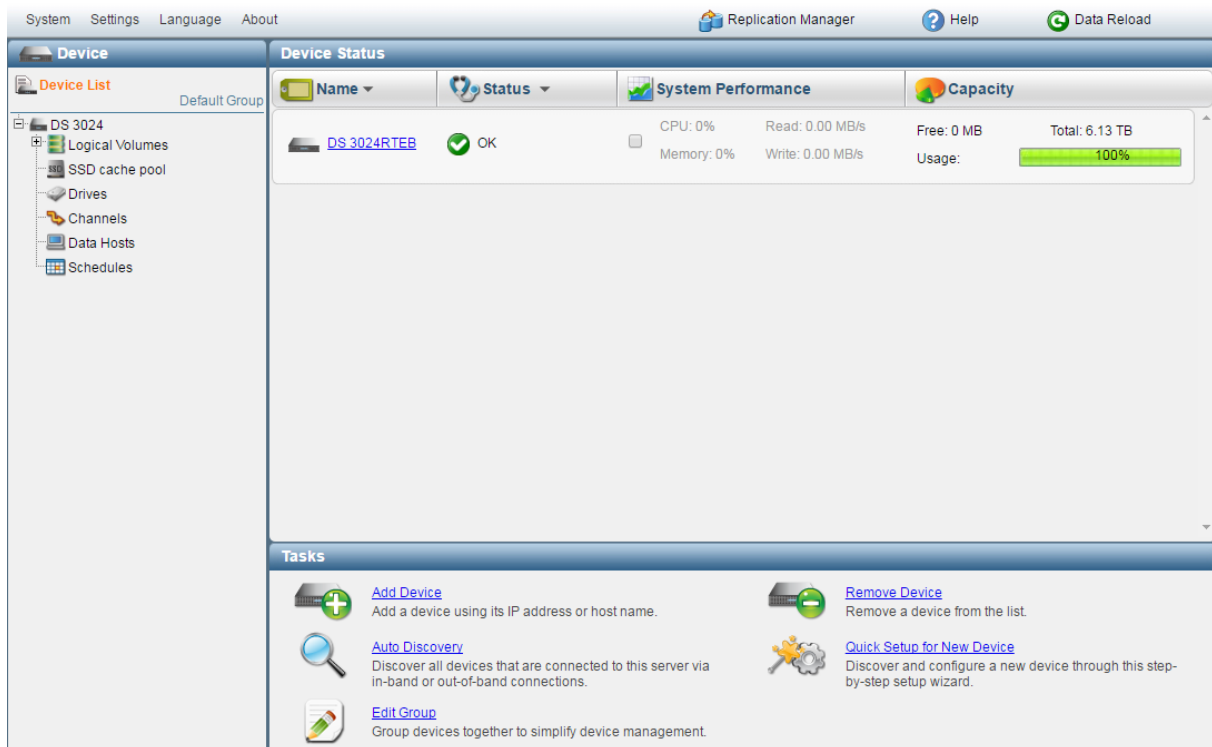 System Settings Language About
Replication Manager Help Data Reload
Device
Device List
Default Group
DS 3024
Logical Volumes
SSD cache pool
Drives
Channels
Data Hosts
Schedules
Device Status
Name Status System Performance Capacity
DS 3024RTEB OK
CPU: 0% Read: 0.00 MB/s
Memory: 0% Write: 0.00 MB/s
Free: 0 MB Total: 6.13 TB
Usage: 100%
Tasks
Add Device
Add a device using its IP address or host name.
Auto Discovery
Discover all devices that are connected to this server via
in-band or out-of-band connections.
Edit Group
Group devices together to simplify device management.
Remove Device
Remove a device from the list.
Quick Setup for New Device
Discover and configure a new device through this step-
by-step setup wizard.